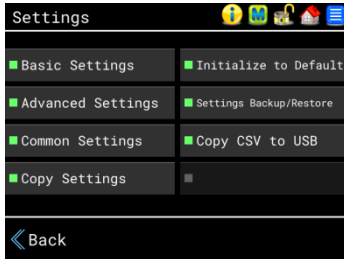 Settings
i M
Basic Settings
Initialize to Default
Advanced Settings
Settings Backup/Restore
Common Settings
Copy CSV to USB
Copy Settings
Back